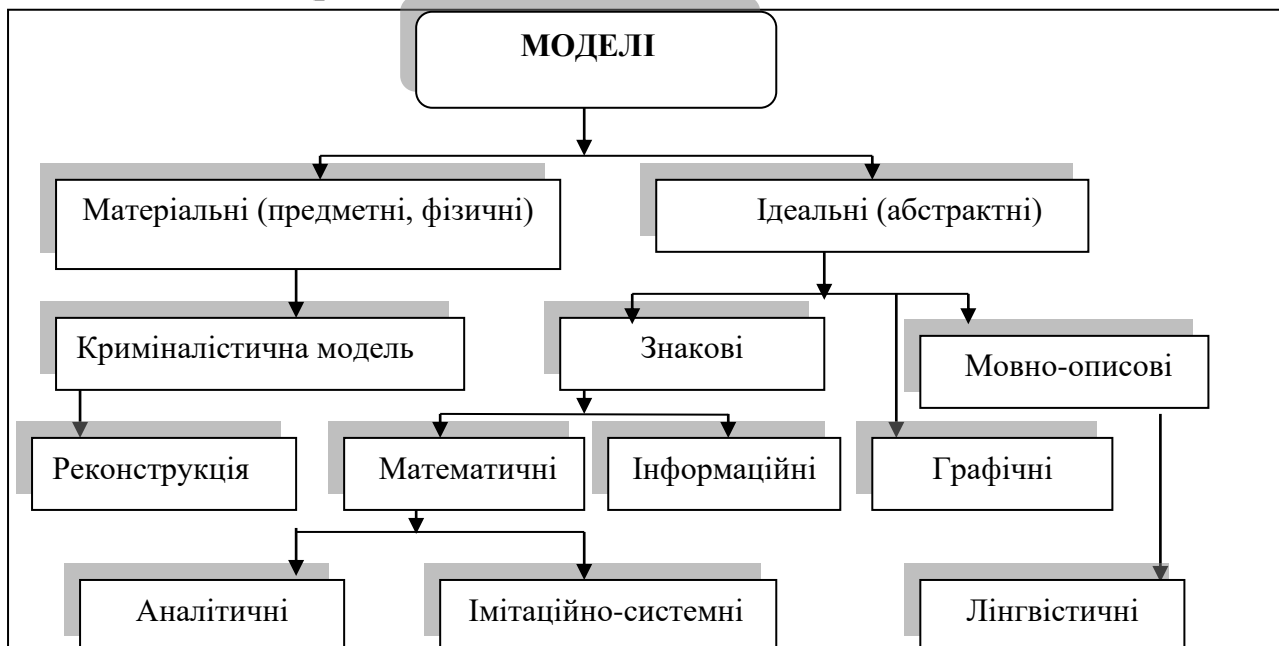 МОДЕЛІ
Матеріальні (предметні, фізичні)
Ідеальні (абстрактні)
Криміналістична модель
Знакові
Мовно-описові
Реконструкція
Математичні
Інформаційні
Графічні
Аналітичні
Імітаційно-системні
Лінгвістичні